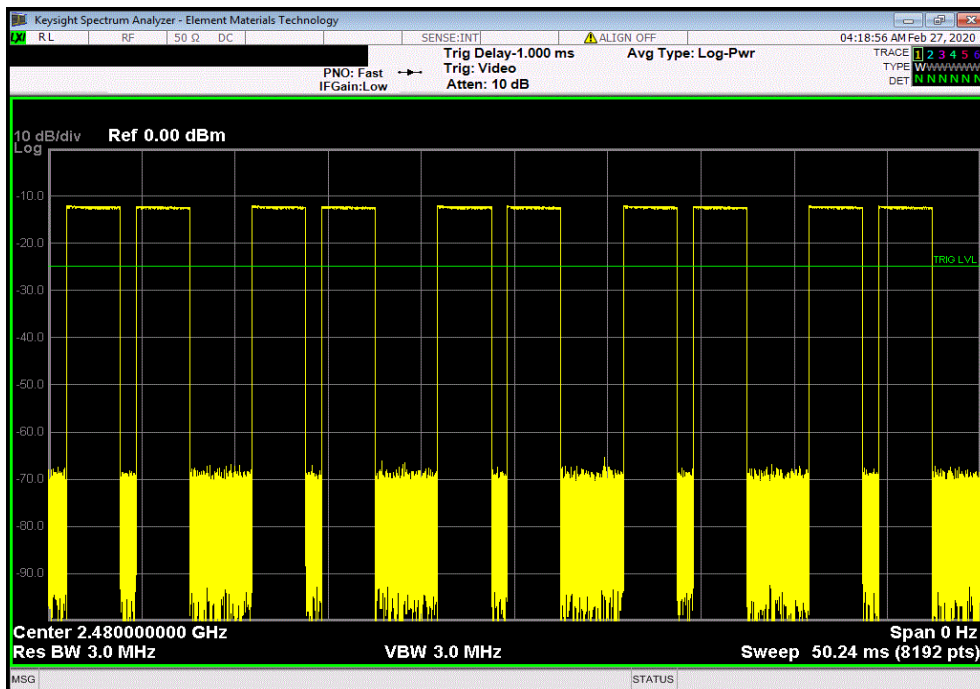 Keysight Spectrum Analyzer - Element Materials Technology
LXI RL RF 50 Ω DC SENSE:INT ALIGN OFF 04:18:56 AM Feb 27, 2020
Trig Delay-1.000 ms Avg Type: Log-Pwr TRACE 1 2 3 4 5 6
PNO: Fast Trig: Video TYPE WWWWWW
IFGain:Low Atten: 10 dB DET N N N N N N
10 dB/div Ref 0.00 dBm
Log
-10.0
-20.0
TRIG LVL
-30.0
-40.0
-50.0
-60.0
-70.0
-80.0
-90.0
Center 2.480000000 GHz Span 0 Hz
Res BW 3.0 MHz VBW 3.0 MHz Sweep 50.24 ms (8192 pts)
MSG STATUS